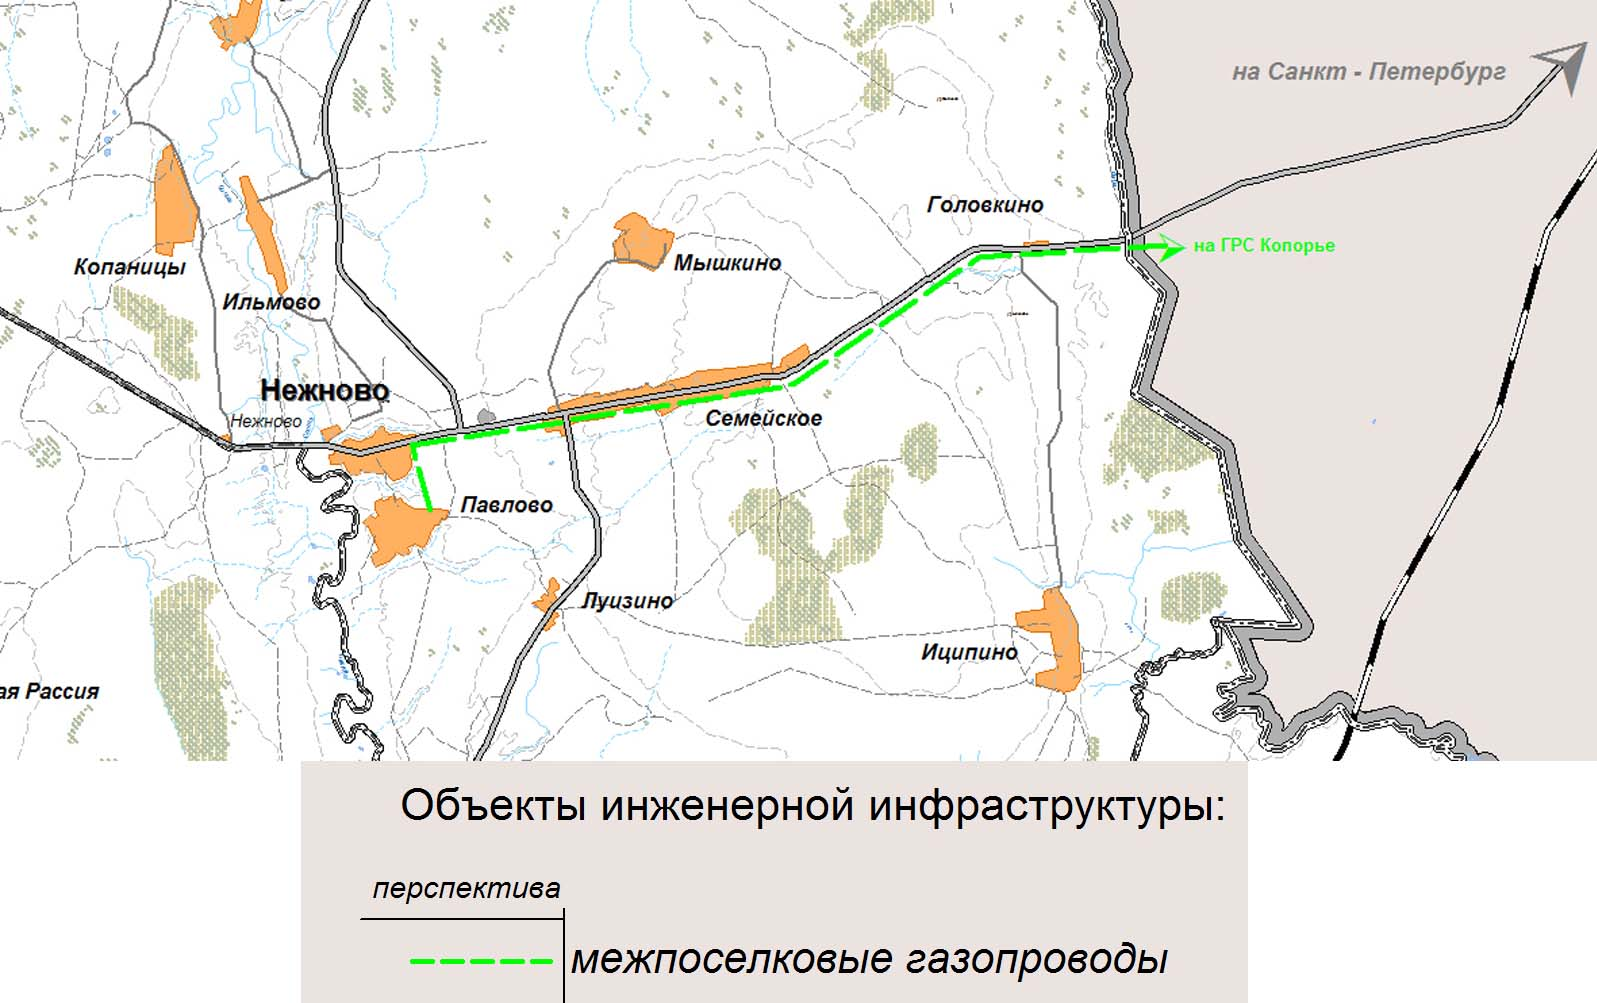 на Санкт - Петербург
Головкино
на ГРС Копорье
Мышкино
Копаницы
Ильмово
Нежново
Нежново
Семейское
Павлово
Луизино
Иципино
ая Рассия
Объекты инженерной инфраструктуры:
перспектива
межпоселковые газопроводы